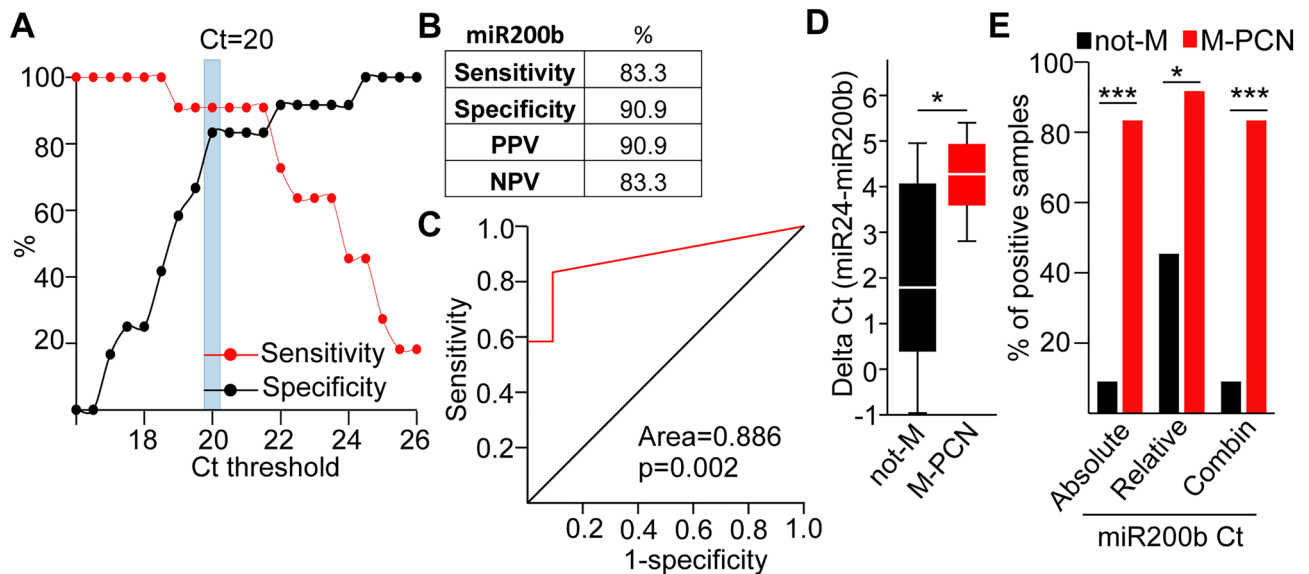 A
Ct=20
100
80
60
40
20
%
Sensitivity
Specificity
18 20 22 24 26
Ct threshold
B
miR200b %
Sensitivity 83.3
Specificity 90.9
PPV 90.9
NPV 83.3
C
1.0
0.8
0.6
0.4
0.2
Sensitivity
Area=0.886
p=0.002
0.2 0.4 0.6 0.8 1.0
1-specificity
D
*
6
5
4
3
2
1
0
-1
Delta Ct (miR24-miR200b)
not-M
M-PCN
E
not-M M-PCN
100
80
60
40
20
% of positive samples
*** * ***
Absolute
Relative
Combin
miR200b Ct